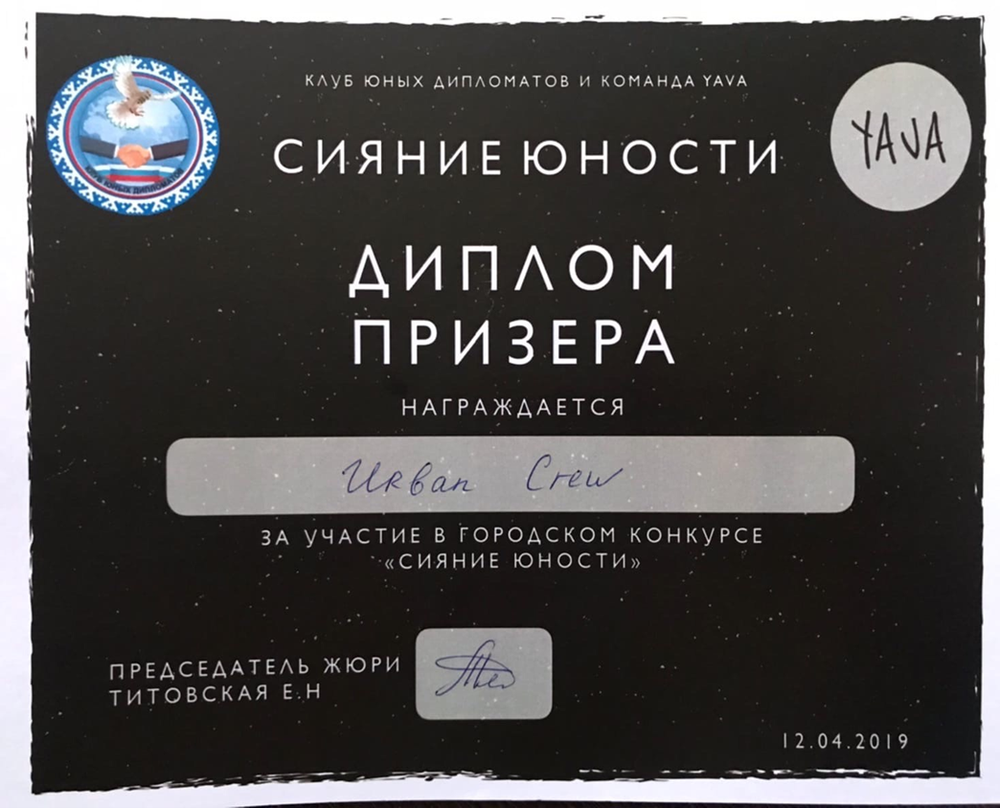 КЛУБ ЮНЫХ ДИПЛОМАТОВ И КОМАНДА YAVA
СИЯНИЕ ЮНОСТИ
YAVA
КЛУБ ЮНЫХ ДИПЛОМАТОВ
ДИПЛОМ
ПРИЗЕРА
НАГРАЖДАЕТСЯ
Urban Crew
ЗА УЧАСТИЕ В ГОРОДСКОМ КОНКУРСЕ
«СИЯНИЕ ЮНОСТИ»
ПРЕДСЕДАТЕЛЬ ЖЮРИ
ТИТОВСКАЯ Е.Н
12.04.2019